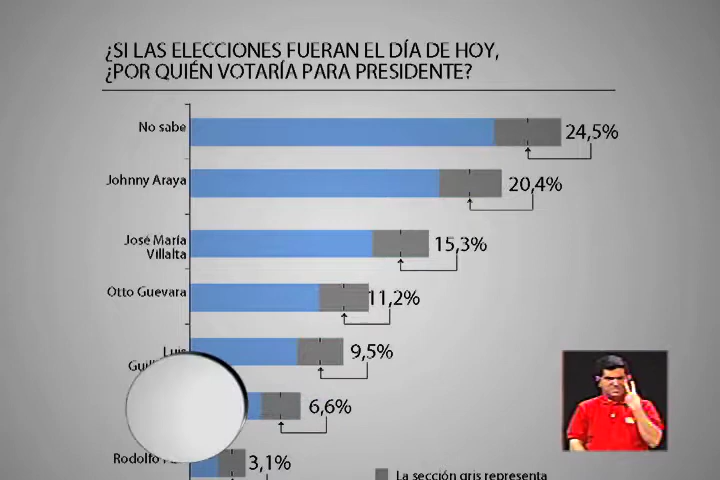 ¿SI LAS ELECCIONES FUERAN EL DÍA DE HOY,
¿POR QUIÉN VOTARÍA PARA PRESIDENTE?
No sabe
24,5%
Johnny Araya
20,4%
José María
Villalta
15,3%
Otto Guevara
11,2%
Luis
9,5%
6,6%
Rodolfo
3,1%
La sección gris representa